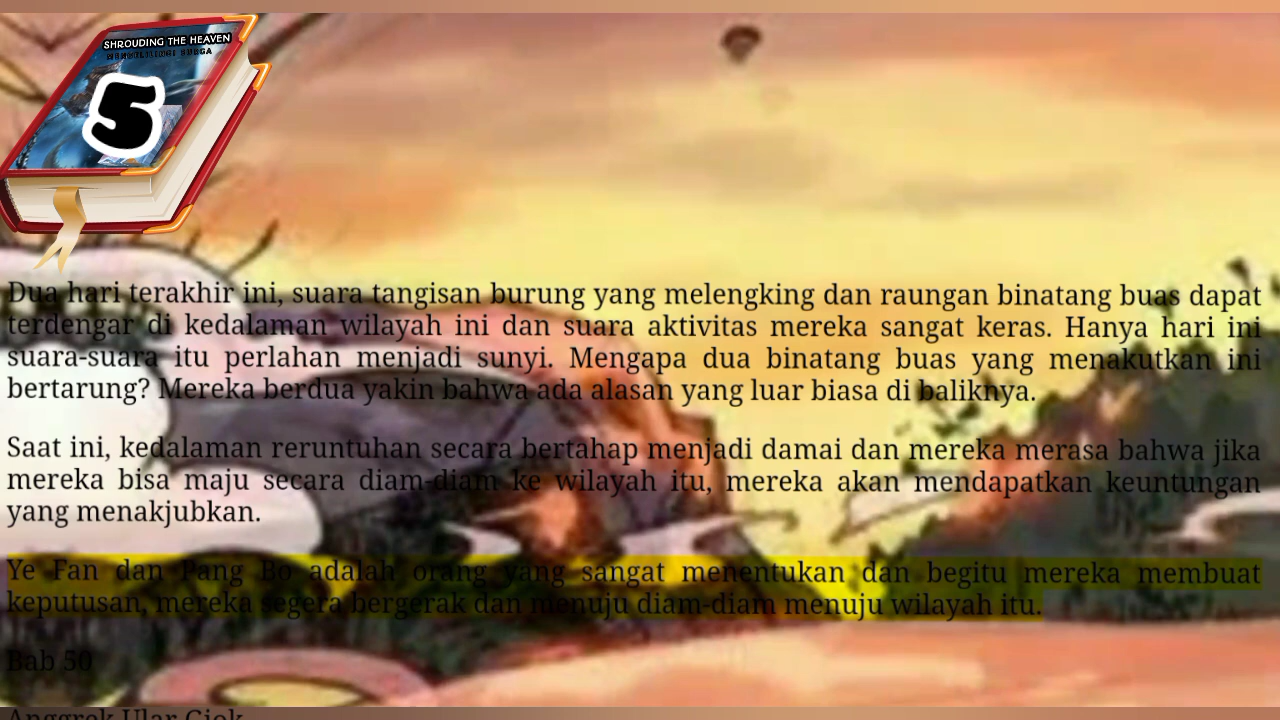 SHROUDING THE HEAVEN
5
Dua hari terakhir ini, suara tangisan burung yang melengking dan raungan binatang buas dapat
terdengar di kedalaman wilayah ini dan suara aktivitas mereka sangat keras. Hanya hari ini
suara-suara itu perlahan menjadi sunyi. Mengapa dua binatang buas yang menakutkan ini
bertarung? Mereka berdua yakin bahwa ada alasan yang luar biasa di baliknya.
Saat ini, kedalaman reruntuhan secara bertahap menjadi damai dan mereka merasa bahwa jika
mereka bisa maju secara diam-diam ke wilayah itu, mereka akan mendapatkan keuntungan
yang menakjubkan.
Ye Fan dan Pang Bo adalah orang yang sangat menentukan dan begitu mereka membuat
keputusan, mereka segera bergerak dan menuju diam-diam menuju wilayah itu.
Bab 50
Anggrek Ular Giok